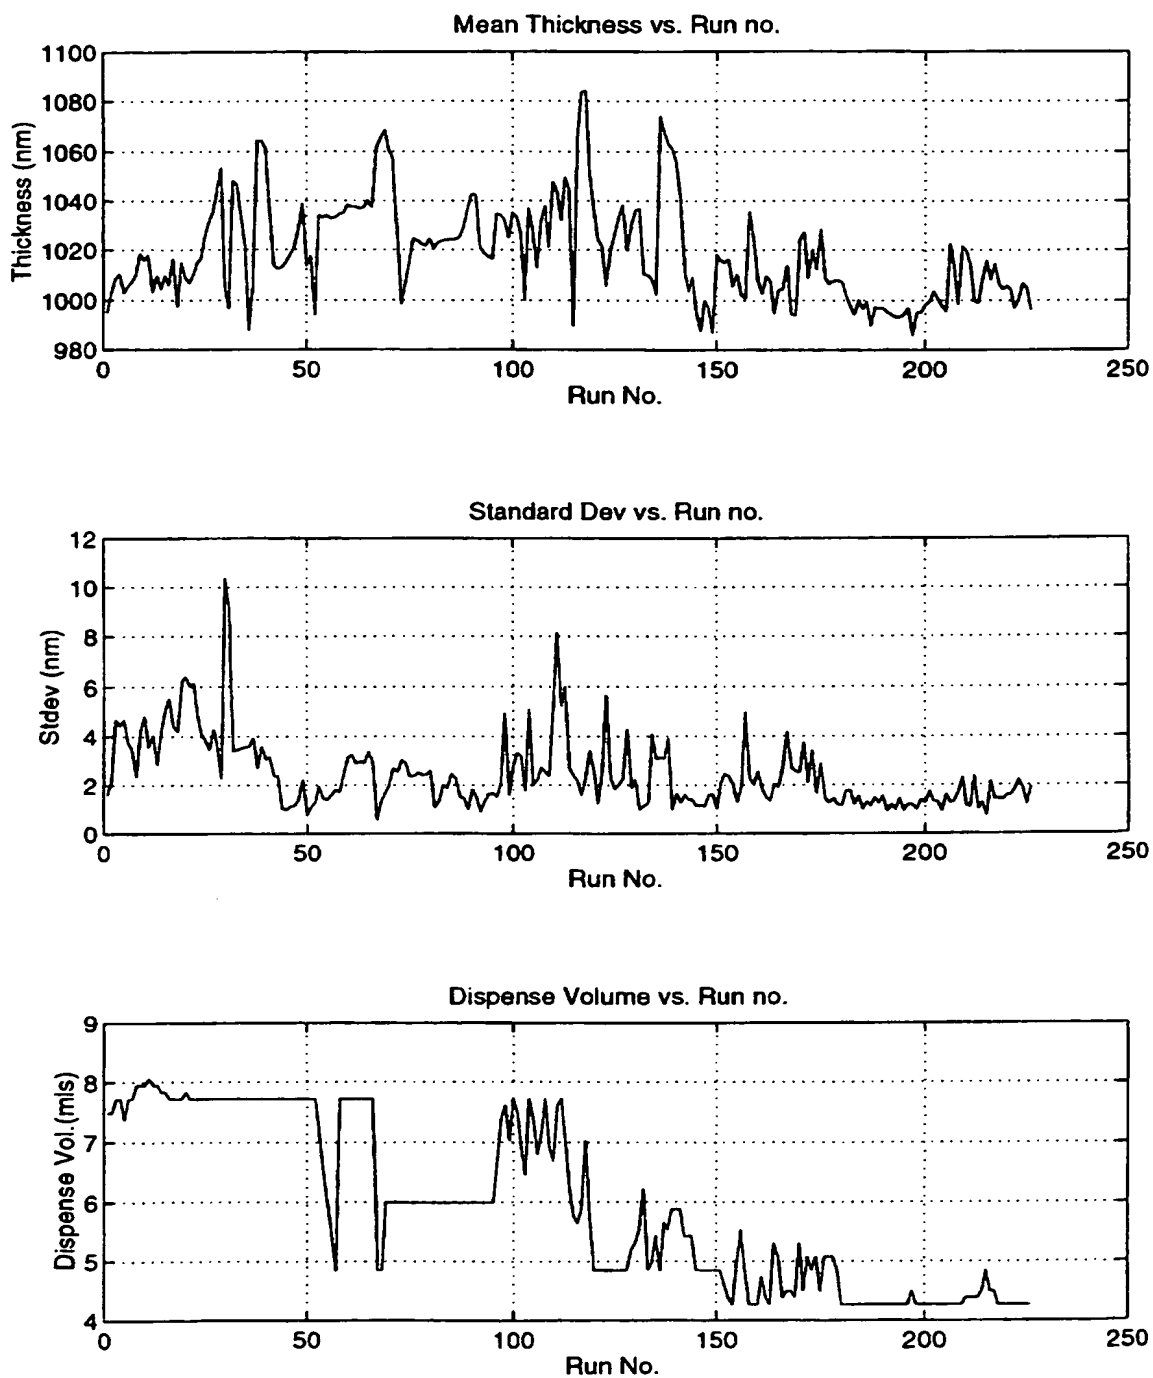 Mean Thickness vs. Run no.
1100
1080
1060
1040
1020
1000
980
Thickness (nm)
0 50 100 150 200 250
Run No.
Standard Dev vs. Run no.
12
10
8
6
4
2
0
Stdev (nm)
0 50 100 150 200 250
Run No.
Dispense Volume vs. Run no.
9
8
7
6
5
4
Dispense Vol.(mls)
0 50 100 150 200 250
Run No.